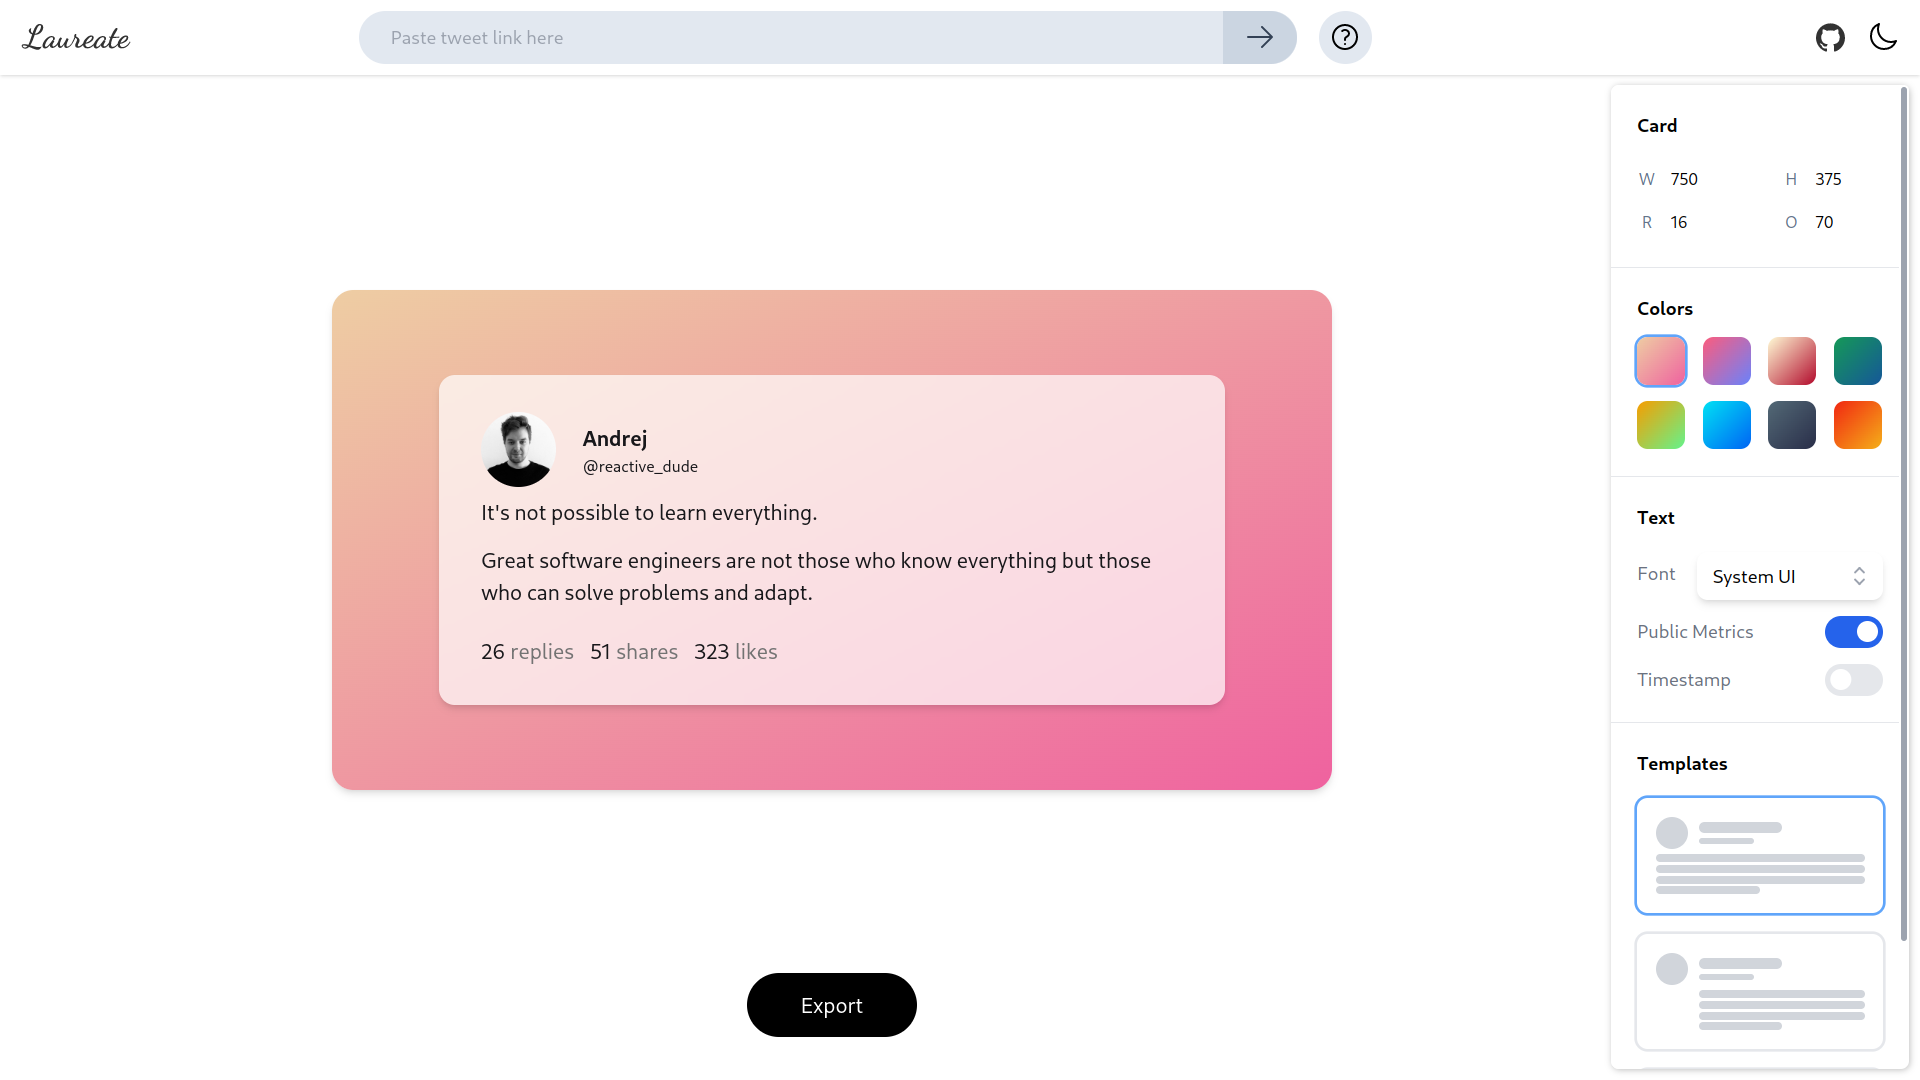 Laureate
Paste tweet link here
Card
W 750 H 375
R 16 O 70
Colors
Andrej
@reactive_dude
It's not possible to learn everything.
Great software engineers are not those who know everything but those
who can solve problems and adapt.
26 replies 51 shares 323 likes
Text
Font System UI
Public Metrics
Timestamp
Templates
Export